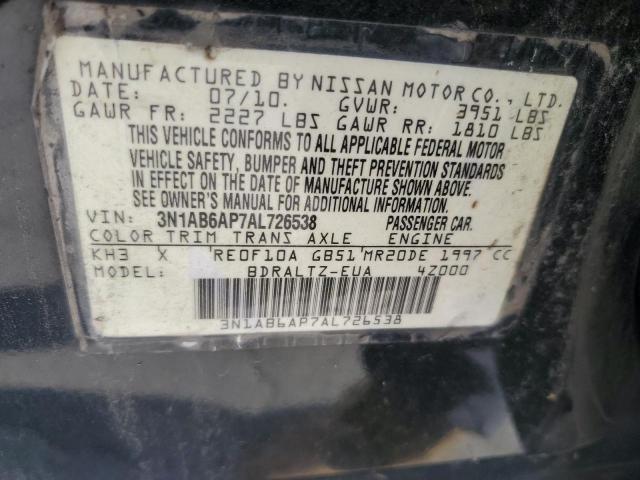 MANUFACTURED BY NISSAN MOTOR CO., LTD.
DATE: 07/10. GVWR: 3951 LBS
GAWR FR: 2227 LBS GAWR RR: 1810 LBS
THIS VEHICLE CONFORMS TO ALL APPLICABLE FEDERAL MOTOR
VEHICLE SAFETY, BUMPER AND THEFT PREVENTION STANDARDS
IN EFFECT ON THE DATE OF MANUFACTURE SHOWN ABOVE.
SEE OWNER'S MANUAL FOR ADDITIONAL INFORMATION.
VIN: 3N1AB6AP7AL726538 PASSENGER CAR.
COLOR TRIM TRANS AXLE ENGINE
KH3 X RE0F10A GB51 MR20DE 1997 CC
MODEL: BDRALTZ-EUA 4Z000
3N1AB6AP7AL726538